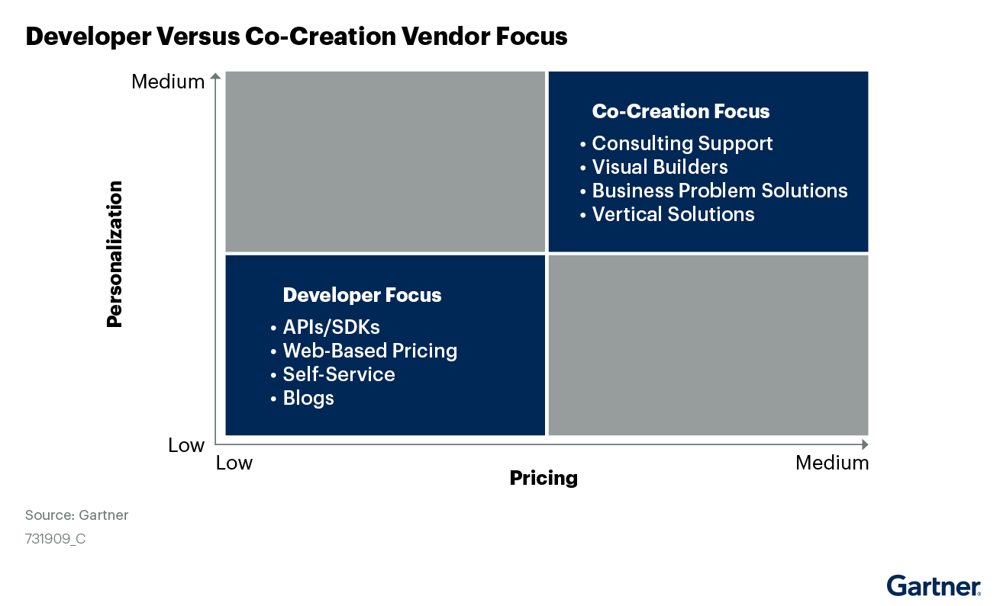 Developer Versus Co-Creation Vendor Focus
Medium
Personalization
Co-Creation Focus
• Consulting Support
• Visual Builders
• Business Problem Solutions
• Vertical Solutions
Developer Focus
• APIs/SDKs
• Web-Based Pricing
• Self-Service
• Blogs
Low
Low
Medium
Pricing
Source: Gartner
731909_C
Gartner®